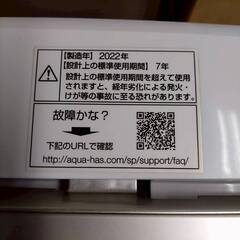 【製造年】2022年
【設計上の標準使用期間】7年
設計上の標準使用期間を超えて使用
されますと、経年劣化による発火・
けが等の事故に至る恐れがあります。
故障かな?
下記のURLで確認
http://aqua-has.com/sp/support/faq/